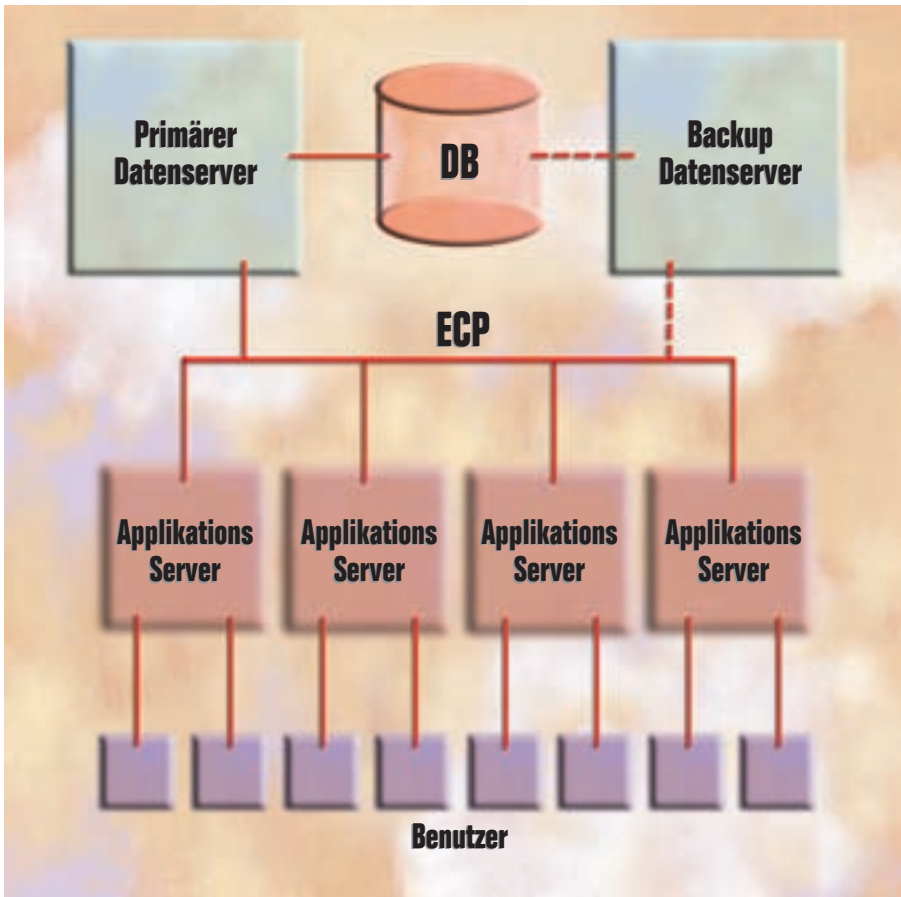 Primärer
Datenserver
DB
Backup
Datenserver
ECP
Applikations
Server
Applikations
Server
Applikations
Server
Applikations
Server
Benutzer